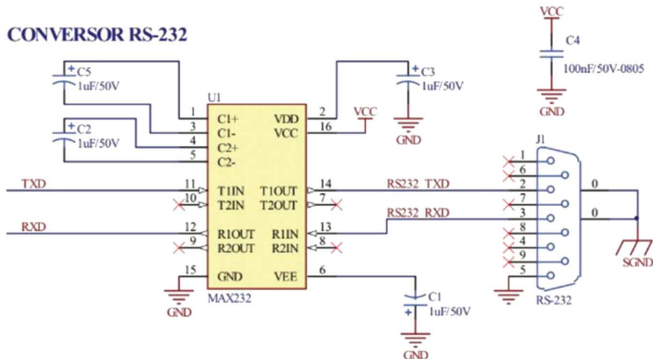 VCC
CONVERSOR RS-232
C4
100nF/50V-0805
GND
C5
1uF/50V
C3
1uF/50V
GND
C2
1uF/50V
U1
VCC
1 C1+ VDD 2
3 C1- VCC 16
4 C2+
5 C2-
TXD 11 T1IN T1OUT 14 RS232_TXD
10 T2IN T2OUT 7
RXD 12 R1OUT R1IN 13 RS232_RXD
9 R2OUT R2IN 8
15 GND VEE 6
GND
MAX232
C1
1uF/50V
GND
J1
1
6
2 0
7
3 0
8
4
9
5
RS-232
GND
SGND